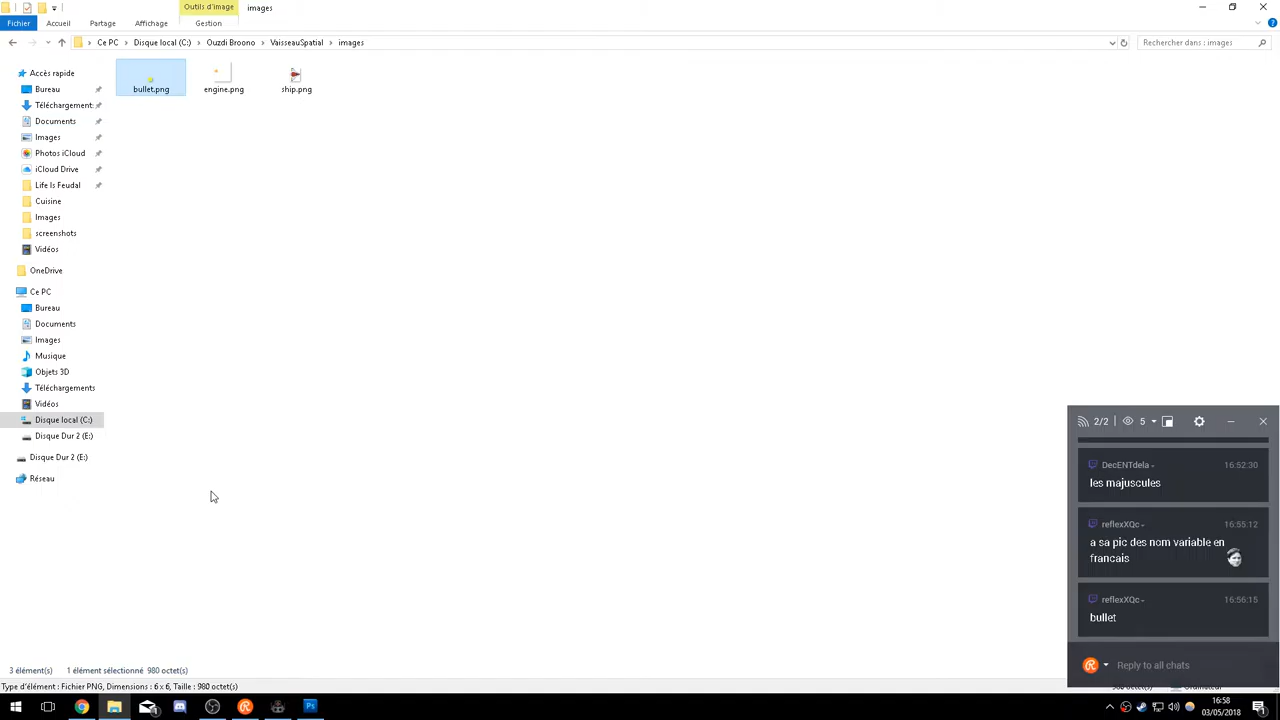 Outils d'image
images
Fichier
Accueil
Partage
Affichage
Gestion
Ce PC
Disque local (C:)
Ouzdi Broono
VaisseauSpatial
images
Rechercher dans : images
Accès rapide
Bureau
Téléchargement:
Documents
Images
Photos iCloud
iCloud Drive
Life Is Feudal
Cuisine
Images
screenshots
Vidéos
OneDrive
Ce PC
Bureau
Documents
Images
Musique
Objets 3D
Téléchargements
Vidéos
Disque local (C:)
Disque Dur 2 (E:)
Disque Dur 2 (E:)
Réseau
bullet.png
engine.png
ship.png
2/2
5
DecENTdela
16:52:30
les majuscules
reflexXQc
16:55:12
a sa pic des nom variable en
francais
reflexXQc
16:56:15
bullet
Reply to all chats
3 élément(s)
1 élément sélectionné 980 octet(s)
Type d'élément : Fichier PNG, Dimensions : 6 x 6, Taille : 980 octet(s)
16:58
03/05/2018